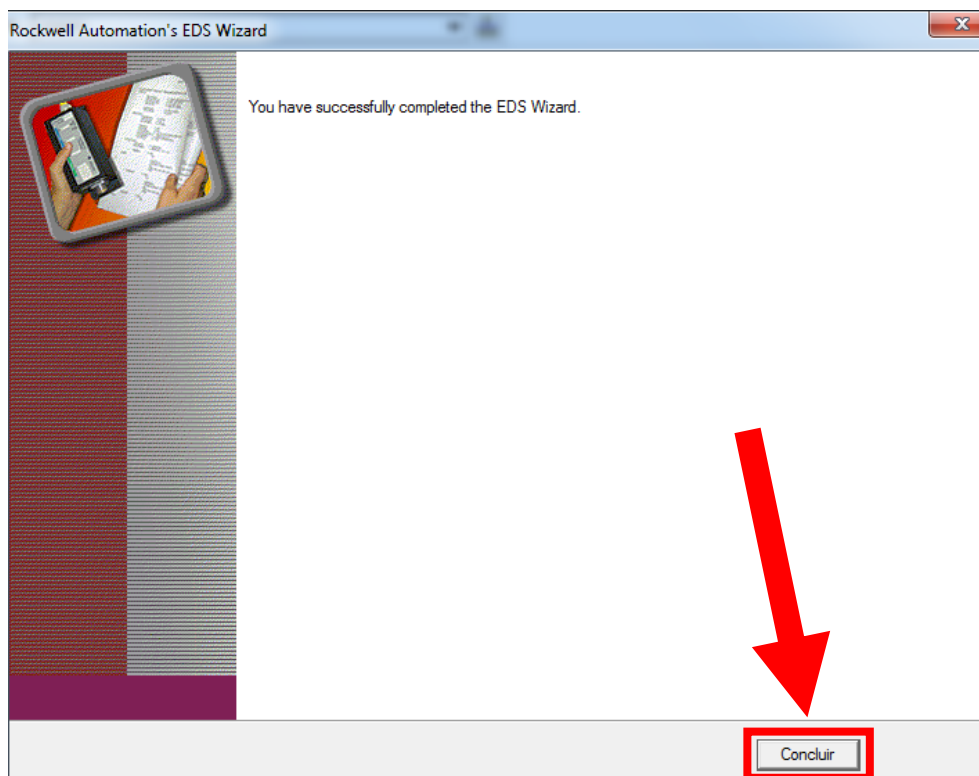 Rockwell Automation's EDS Wizard
You have successfully completed the EDS Wizard.
Concluir